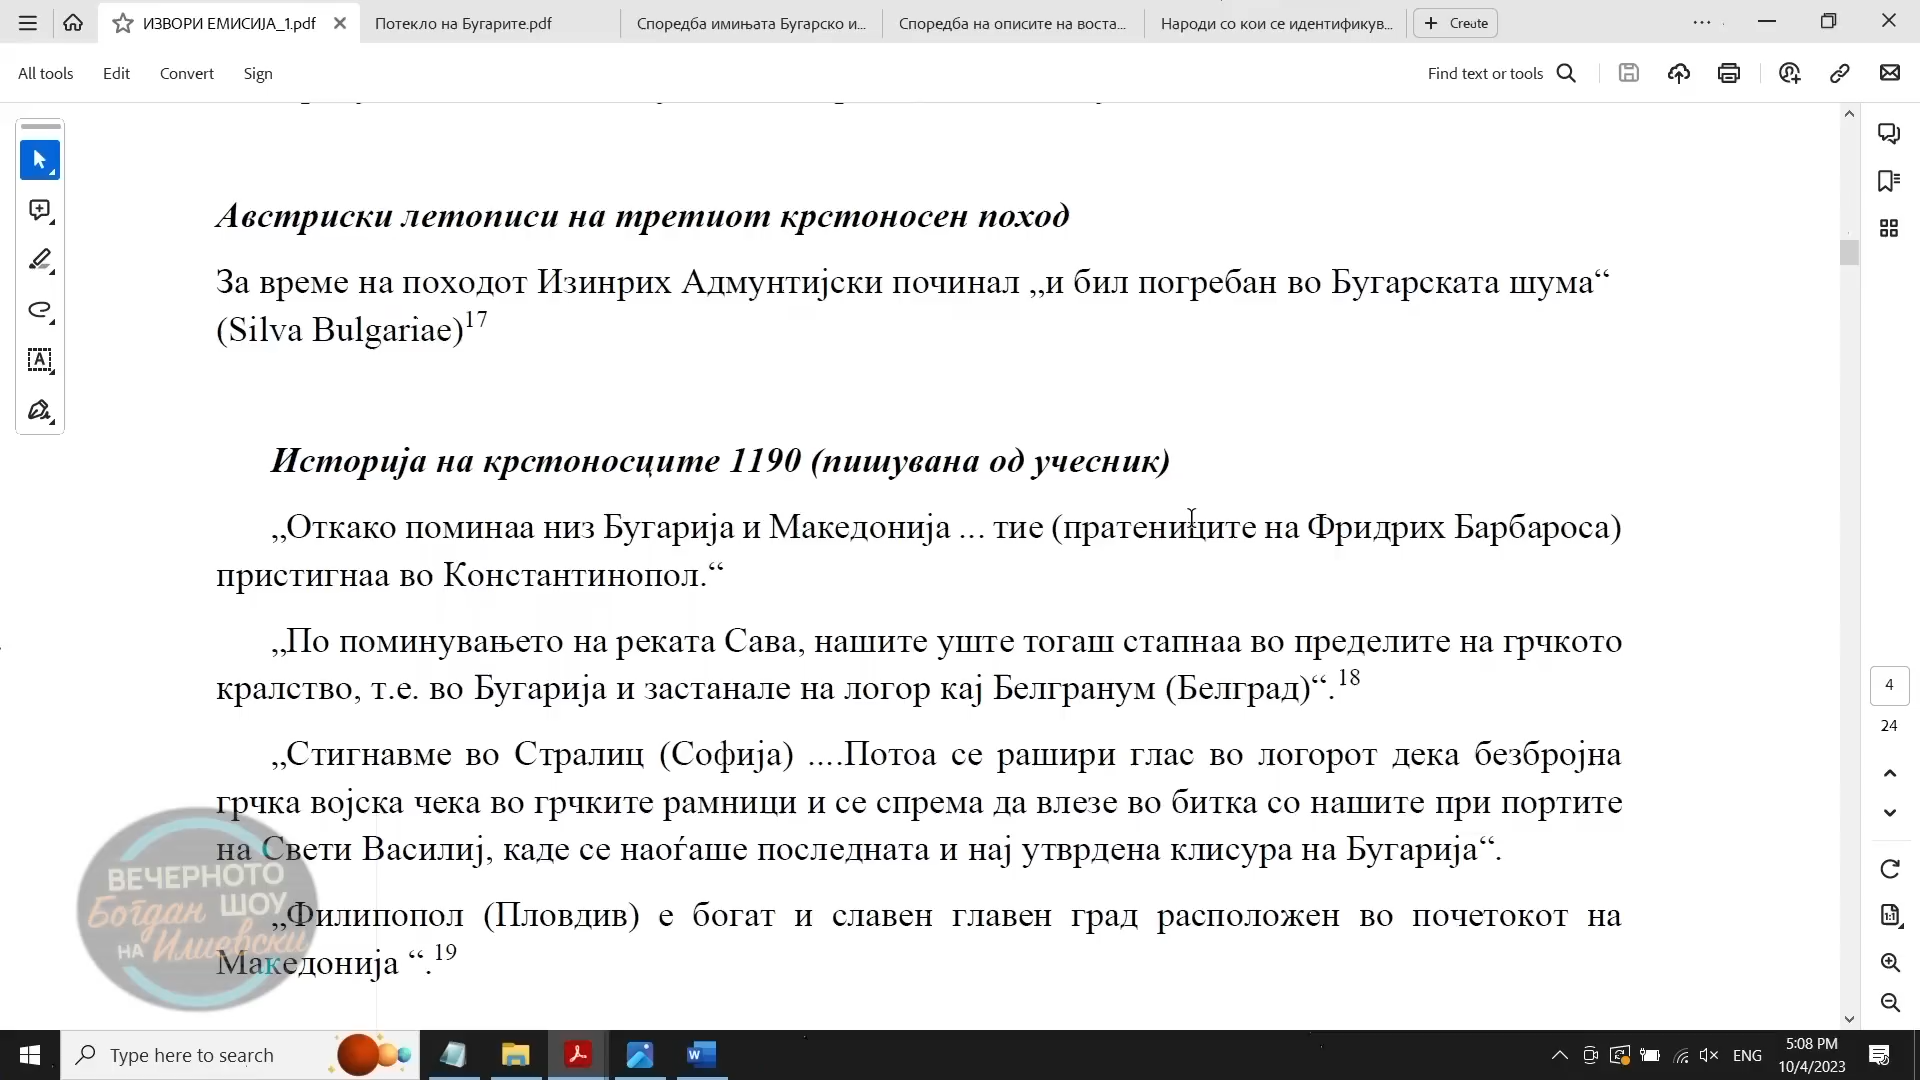 ИЗВОРИ ЕМИСИЈА_1.pdf
Потекло на Бугарите.pdf
Споредба имињата Бугарско и...
Споредба на описите на воста...
Народи со кои се идентификув...
Create
All tools
Edit
Convert
Sign
Find text or tools
Австриски летописи на третиот крстоносен поход
За време на походот Изинрих Адмунтијски починал „и бил погребан во Бугарската шума“
(Silva Bulgariae)17
Историја на крстоносците 1190 (пишувана од учесник)
„Откако поминаа низ Бугарија и Македонија ... тие (пратениците на Фридрих Барбароса)
пристигнаа во Константинопол.“
„По поминувањето на реката Сава, нашите уште тогаш стапнаа во пределите на грчкото
кралство, т.е. во Бугарија и застанале на логор кај Белгранум (Белград)“.18
„Стигнавме во Стралиц (Софија) ....Потоа се рашири глас во логорот дека безбројна
грчка војска чека во грчките рамници и се спрема да влезе во битка со нашите при портите
на Свети Василиј, каде се наоѓаше последната и нај утврдена клисура на Бугарија“.
„Филипопол (Пловдив) е богат и славен главен град расположен во почетокот на
Македонија “.19
ВЕЧЕРНОТО
ШОУ
Богдан
НА Илиевски
4
24
Type here to search
ENG
5:08 PM
10/4/2023